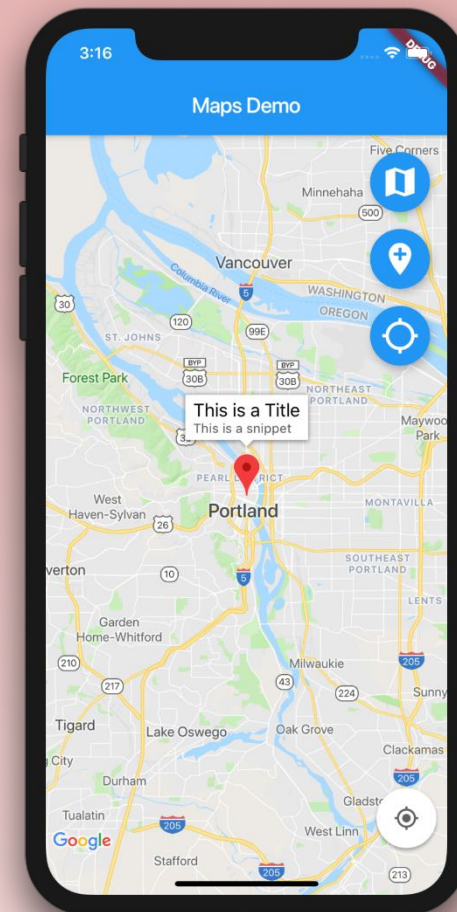 3:16
DEBUG
Maps Demo
Five Corners
Minnehaha
500
Vancouver
Columbia River
5
WASHINGTON
OREGON
30
120
99E
ST. JOHNS
BYP
30B
BYP
30B
Forest Park
NORTHWEST
PORTLAND
NORTHEAST
PORTLAND
This is a Title
This is a snippet
Maywoo
Park
PEARL DISTRICT
West
Haven-Sylvan
26
Portland
MONTAVILLA
SOUTHEAST
PORTLAND
verton
10
5
LENTS
Garden
Home-Whitford
210
217
Milwaukie
205
43
224
Sunny
Tigard
Lake Oswego
Oak Grove
City
Clackamas
205
Durham
Gladst
Tualatin
205
Google
West Linn
Stafford
205
213